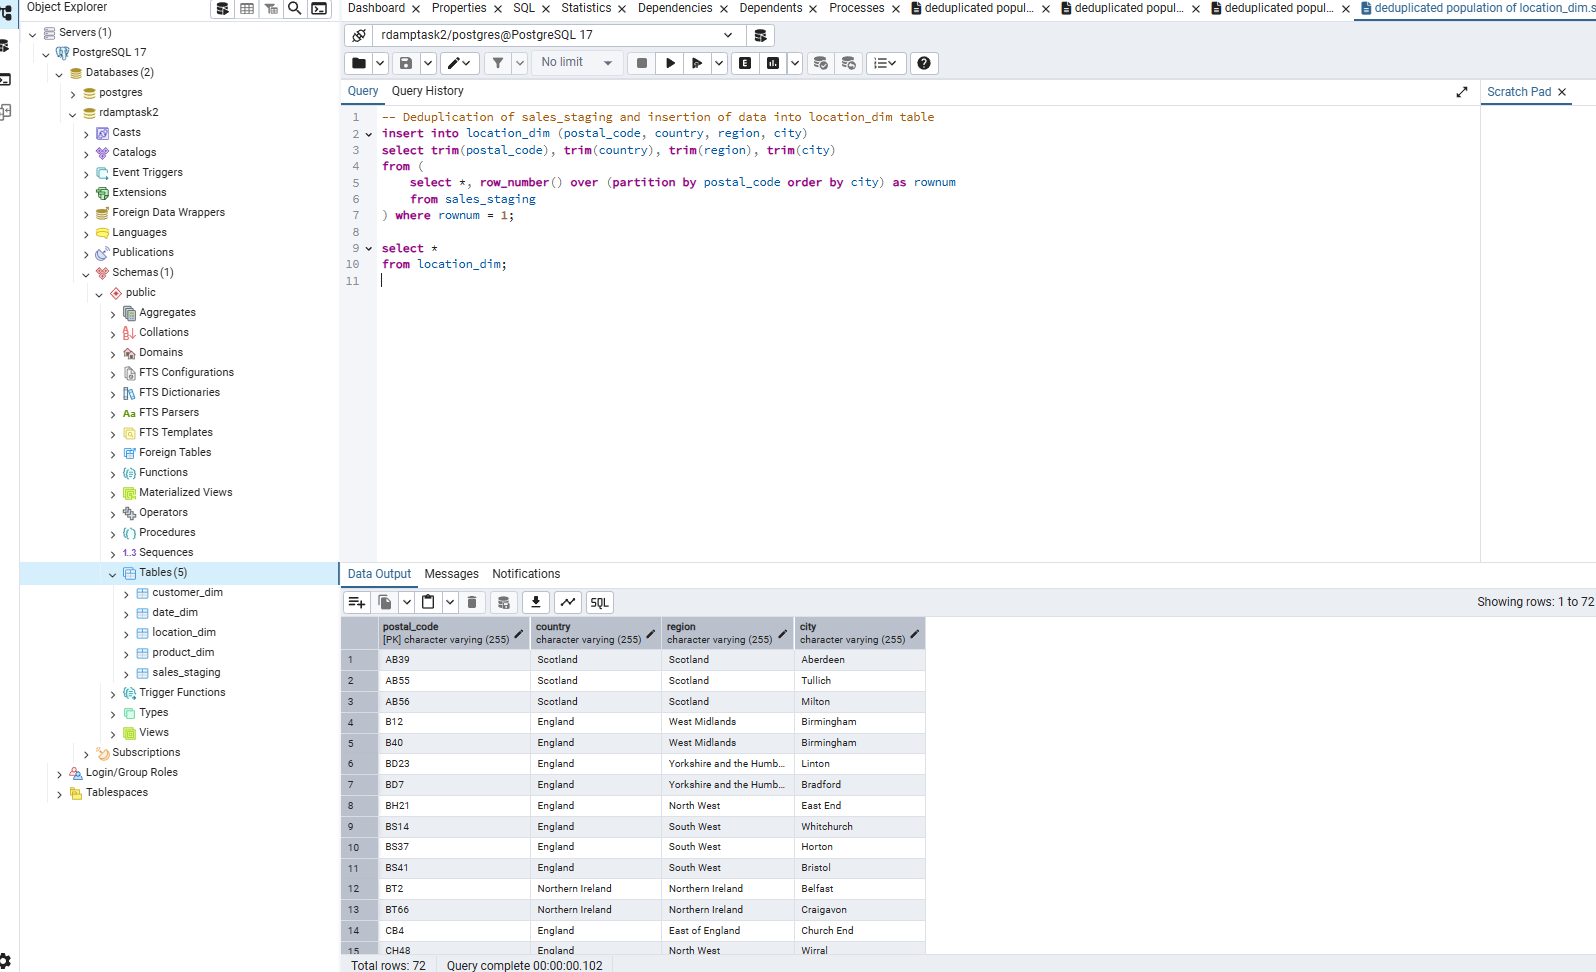 Object Explorer
Dashboard
Properties
SQL
Statistics
Dependencies
Dependents
Processes
deduplicated popul...
deduplicated popul...
deduplicated popul...
deduplicated population of location_dim.s
Servers (1)
PostgreSQL 17
Databases (2)
postgres
rdamptask2
Casts
Catalogs
Event Triggers
Extensions
Foreign Data Wrappers
Languages
Publications
Schemas (1)
public
Aggregates
Collations
Domains
FTS Configurations
FTS Dictionaries
Aa FTS Parsers
FTS Templates
Foreign Tables
Functions
Materialized Views
Operators
Procedures
1..3 Sequences
Tables (5)
customer_dim
date_dim
location_dim
product_dim
sales_staging
Trigger Functions
Types
Views
Subscriptions
Login/Group Roles
Tablespaces
rdamptask2/postgres@PostgreSQL 17
No limit
E
Query
Query History
Scratch Pad
1 -- Deduplication of sales_staging and insertion of data into location_dim table
2 insert into location_dim (postal_code, country, region, city)
3 select trim(postal_code), trim(country), trim(region), trim(city)
4 from (
5 select *, row_number() over (partition by postal_code order by city) as rownum
6 from sales_staging
7 ) where rownum = 1;
8
9 select *
10 from location_dim;
11
Data Output
Messages
Notifications
SQL
Showing rows: 1 to 72
postal_code
[PK] character varying (255)
country
character varying (255)
region
character varying (255)
city
character varying (255)
1 AB39 Scotland Scotland Aberdeen
2 AB55 Scotland Scotland Tullich
3 AB56 Scotland Scotland Milton
4 B12 England West Midlands Birmingham
5 B40 England West Midlands Birmingham
6 BD23 England Yorkshire and the Humb... Linton
7 BD7 England Yorkshire and the Humb... Bradford
8 BH21 England North West East End
9 BS14 England South West Whitchurch
10 BS37 England South West Horton
11 BS41 England South West Bristol
12 BT2 Northern Ireland Northern Ireland Belfast
13 BT66 Northern Ireland Northern Ireland Craigavon
14 CB4 England East of England Church End
15 CH48 England North West Wirral
Total rows: 72
Query complete 00:00:00.102